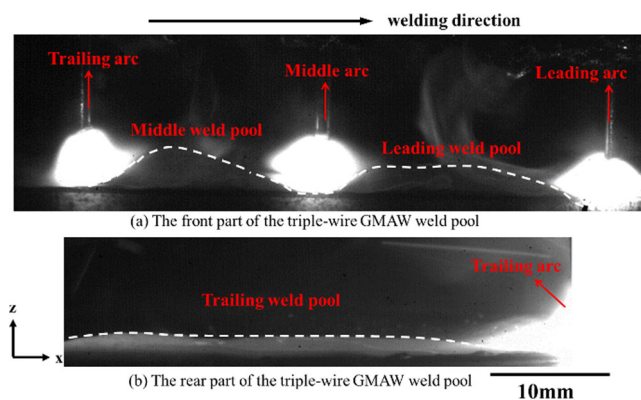 welding direction
Trailing arc
Middle arc
Leading arc
Middle weld pool
Leading weld pool
(a) The front part of the triple-wire GMAW weld pool
Trailing arc
Trailing weld pool
z
x
(b) The rear part of the triple-wire GMAW weld pool
10mm